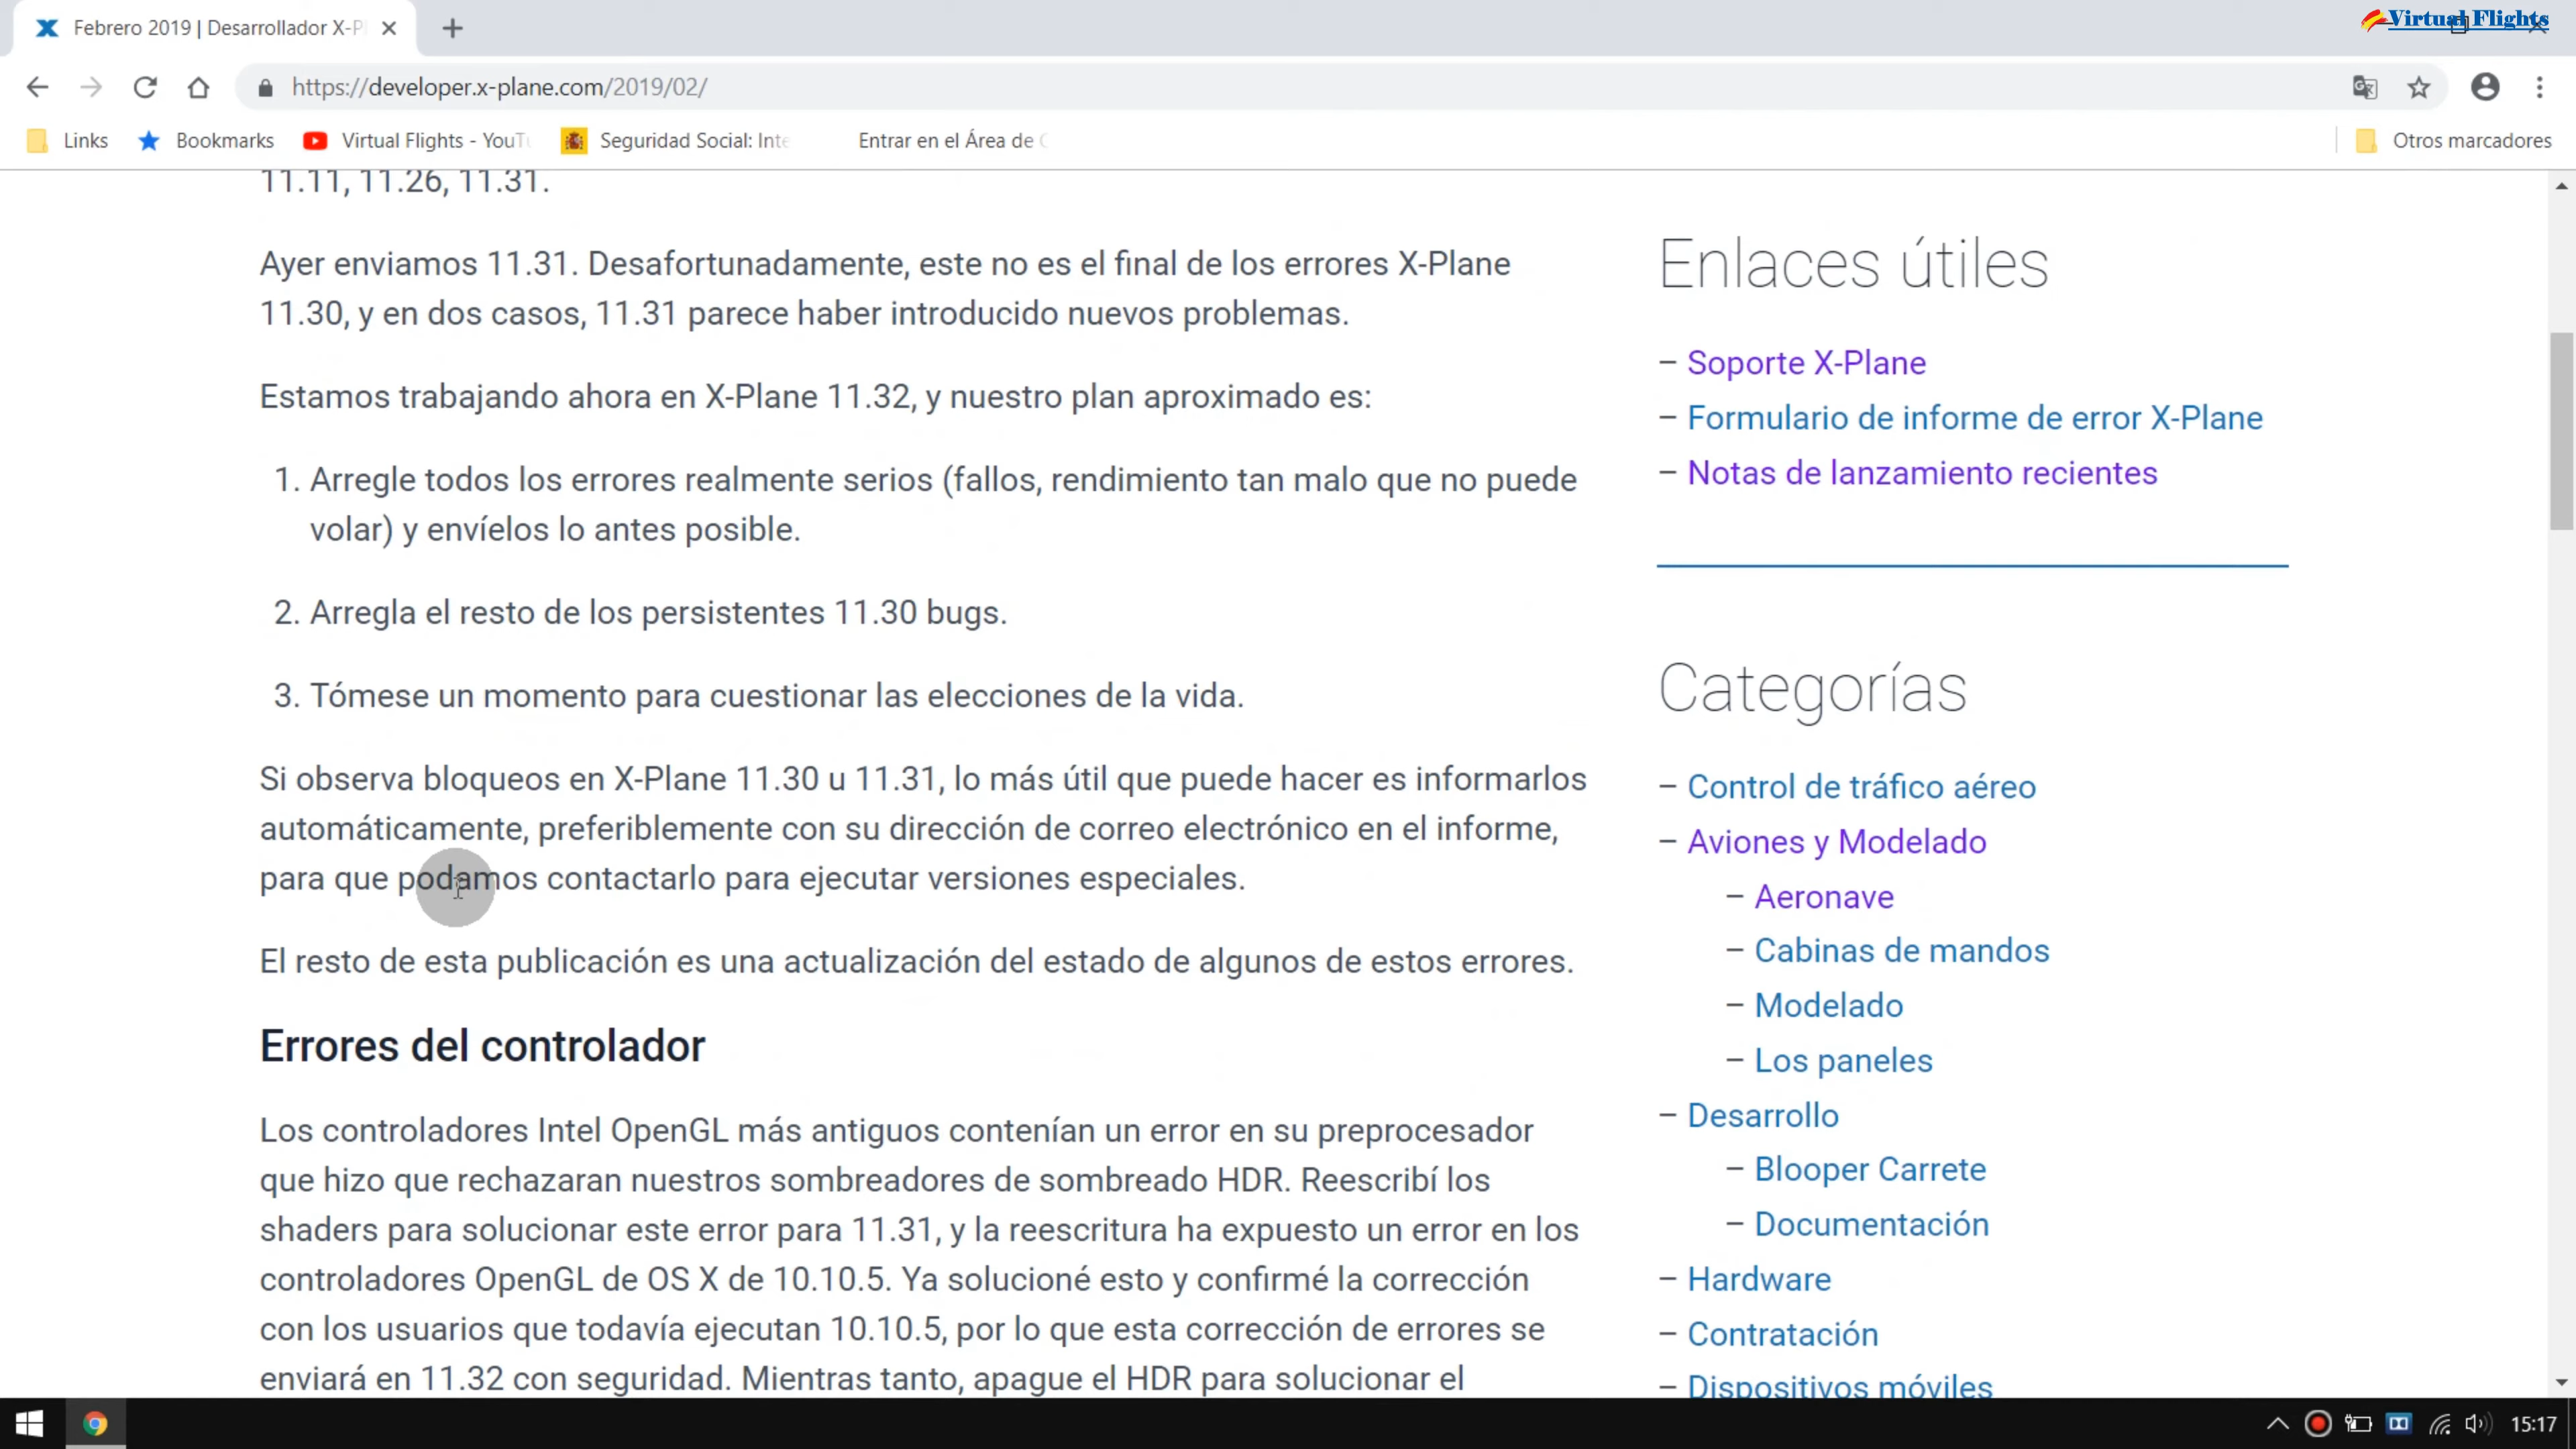 Febrero 2019 | Desarrollador X-Pl
Virtual Flights
https://developer.x-plane.com/2019/02/
Links
Bookmarks
Virtual Flights - YouTu
Seguridad Social: Inte
Entrar en el Área de C
Otros marcadores
11.11, 11.26, 11.31.
Ayer enviamos 11.31. Desafortunadamente, este no es el final de los errores X-Plane
11.30, y en dos casos, 11.31 parece haber introducido nuevos problemas.
Estamos trabajando ahora en X-Plane 11.32, y nuestro plan aproximado es:
1. Arregle todos los errores realmente serios (fallos, rendimiento tan malo que no puede
volar) y envíelos lo antes posible.
2. Arregla el resto de los persistentes 11.30 bugs.
3. Tómese un momento para cuestionar las elecciones de la vida.
Si observa bloqueos en X-Plane 11.30 u 11.31, lo más útil que puede hacer es informarlos
automáticamente, preferiblemente con su dirección de correo electrónico en el informe,
para que podamos contactarlo para ejecutar versiones especiales.
El resto de esta publicación es una actualización del estado de algunos de estos errores.
Errores del controlador
Los controladores Intel OpenGL más antiguos contenían un error en su preprocesador
que hizo que rechazaran nuestros sombreadores de sombreado HDR. Reescribí los
shaders para solucionar este error para 11.31, y la reescritura ha expuesto un error en los
controladores OpenGL de OS X de 10.10.5. Ya solucioné esto y confirmé la corrección
con los usuarios que todavía ejecutan 10.10.5, por lo que esta corrección de errores se
enviará en 11.32 con seguridad. Mientras tanto, apague el HDR para solucionar el
Enlaces útiles
– Soporte X-Plane
– Formulario de informe de error X-Plane
– Notas de lanzamiento recientes
Categorías
– Control de tráfico aéreo
– Aviones y Modelado
– Aeronave
– Cabinas de mandos
– Modelado
– Los paneles
– Desarrollo
– Blooper Carrete
– Documentación
– Hardware
– Contratación
– Dispositivos móviles
15:17